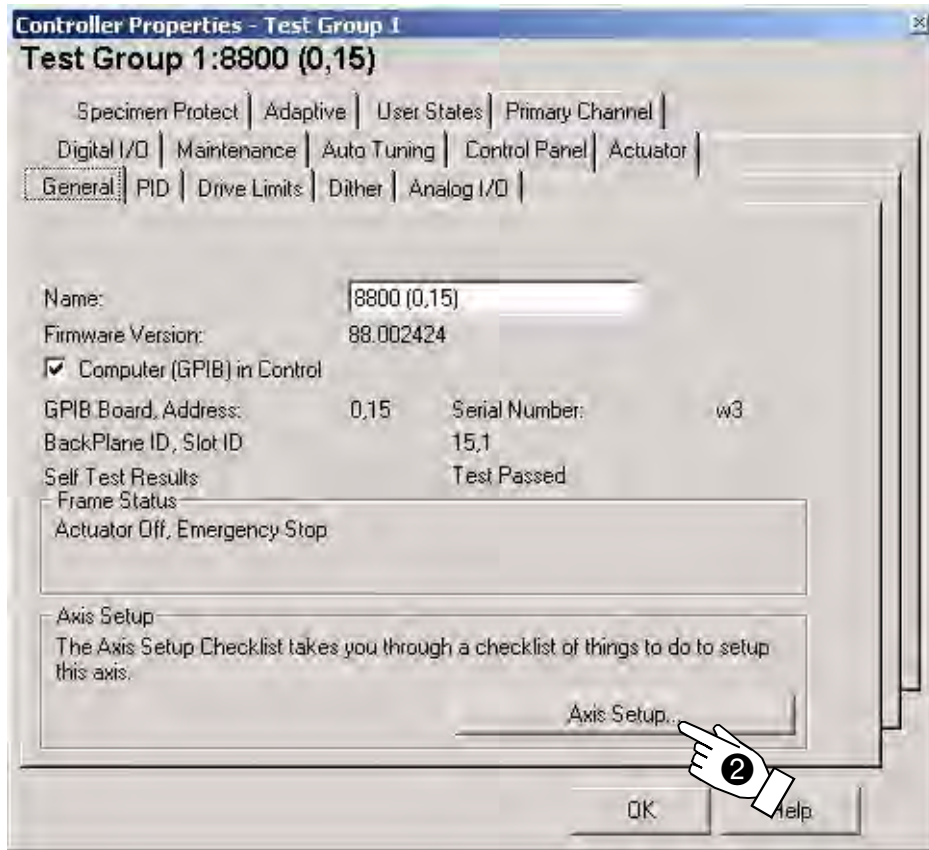 Controller Properties - Test Group 1
Test Group 1:8800 (0,15)
Specimen Protect Adaptive User States Primary Channel
Digital I/O Maintenance Auto Tuning Control Panel Actuator
General PID Drive Limits Dither Analog I/O
Name: 8800 (0,15)
Firmware Version: 88.002424
Computer (GPIB) in Control
GPIB Board, Address: 0,15 Serial Number: w3
BackPlane ID, Slot ID 15,1
Self Test Results Test Passed
Frame Status
Actuator Off, Emergency Stop
Axis Setup
The Axis Setup Checklist takes you through a checklist of things to do to setup
this axis.
Axis Setup...
2
OK Help